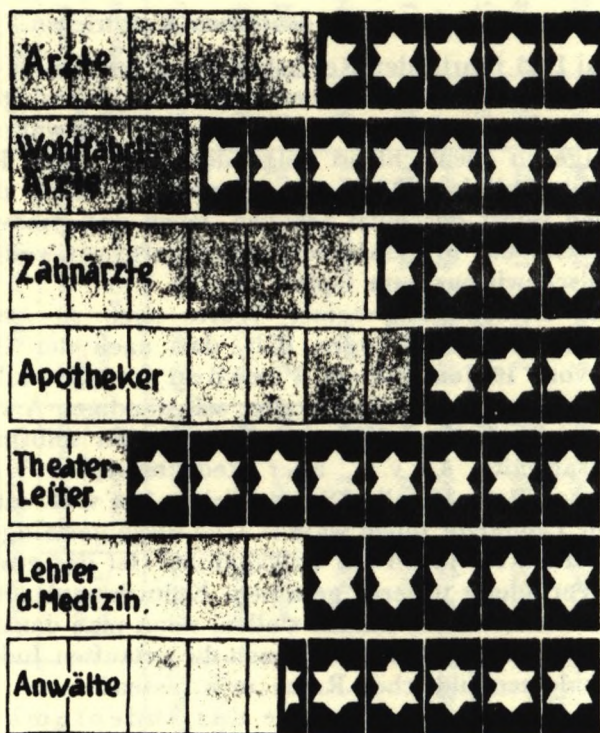 Ärzte
Wohlfahrts
Ärzte
Zahnärzte
Apotheker
Theater-
Leiter
Lehrer
d. Medizin.
Anwälte